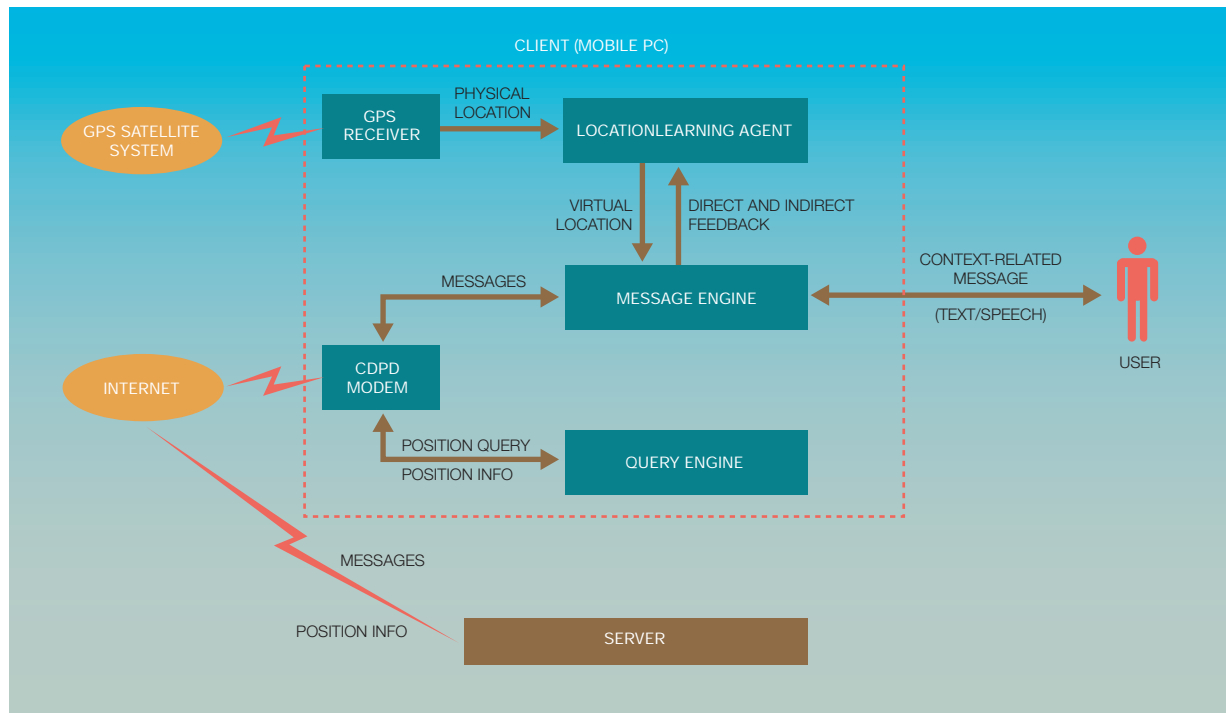 CLIENT (MOBILE PC)
GPS SATELLITE
SYSTEM
GPS
RECEIVER
PHYSICAL
LOCATION
LOCATIONLEARNING AGENT
VIRTUAL
LOCATION
DIRECT AND INDIRECT
FEEDBACK
MESSAGES
MESSAGE ENGINE
CONTEXT-RELATED
MESSAGE
(TEXT/SPEECH)
USER
INTERNET
CDPD
MODEM
POSITION QUERY
POSITION INFO
QUERY ENGINE
MESSAGES
POSITION INFO
SERVER